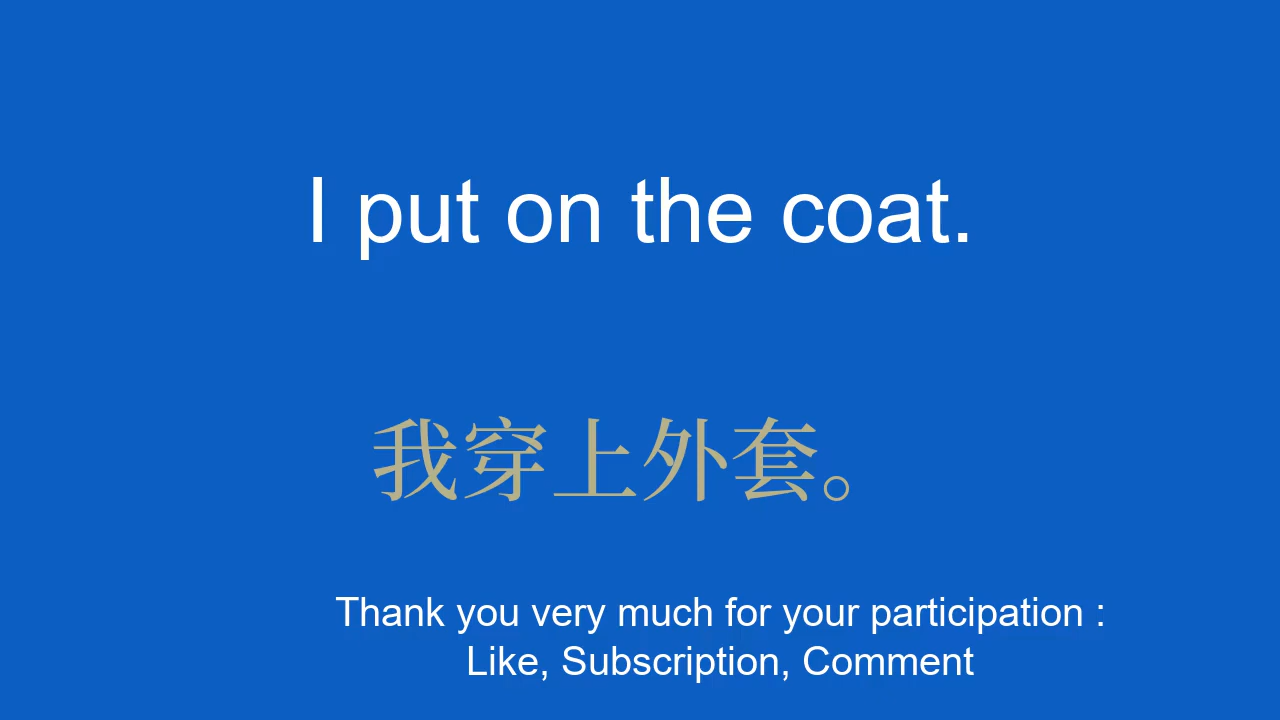 I put on the coat.
我穿上外套。
Thank you very much for your participation :
Like, Subscription, Comment